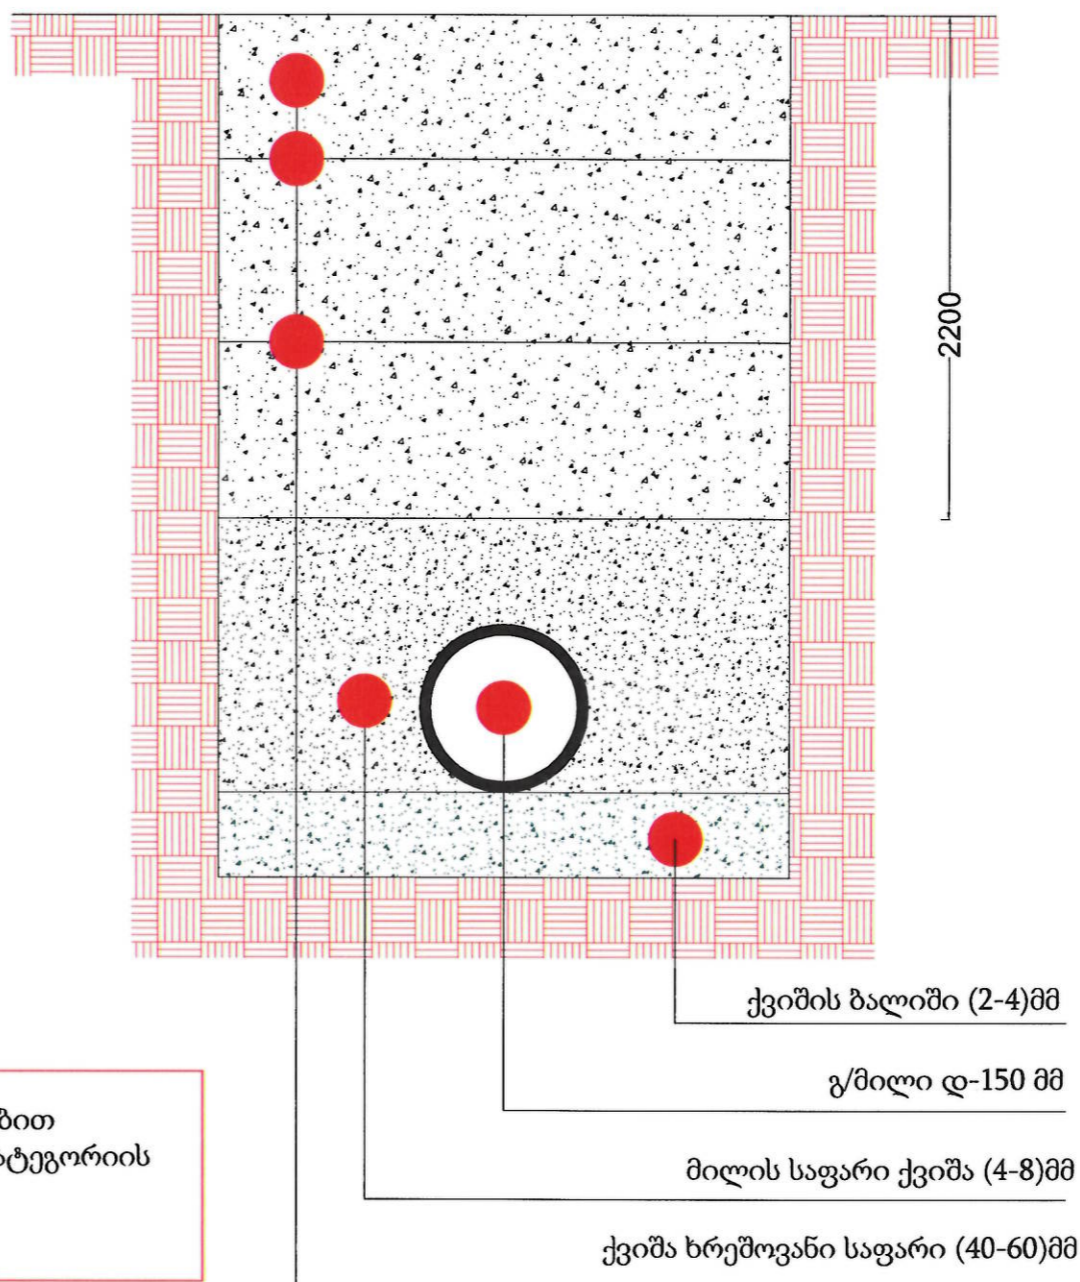 2200
ქვიშის ბალიში (2-4)მმ
გ/მილი დ-150 მმ
მილის საფარი ქვიშა (4-8)მმ
ქვიშა ხრეშოვანი საფარი (40-60)მმ